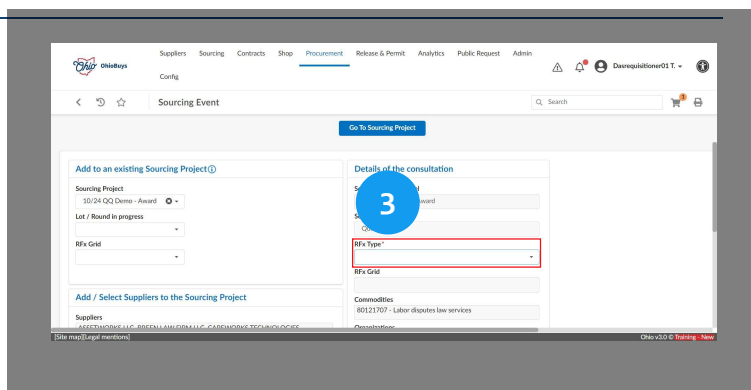 Suppliers Sourcing Contracts Shop Procurement Release & Permit Analytics Public Request Admin
Ohio OhioBuys
Dasrequisitioner01 T.
Config
Sourcing Event
Search
1
Go To Sourcing Project
Add to an existing Sourcing Project
Details of the consultation
Sourcing Project
10/24 QQ Demo - Award
ward
3
Lot / Round in progress
RFx Grid
RFx Type*
RFx Grid
Add / Select Suppliers to the Sourcing Project
Commodities
80121707 - Labor disputes law services
Suppliers
Organizations
[Site map][Legal mentions]
Ohio v3.0 © Training - New